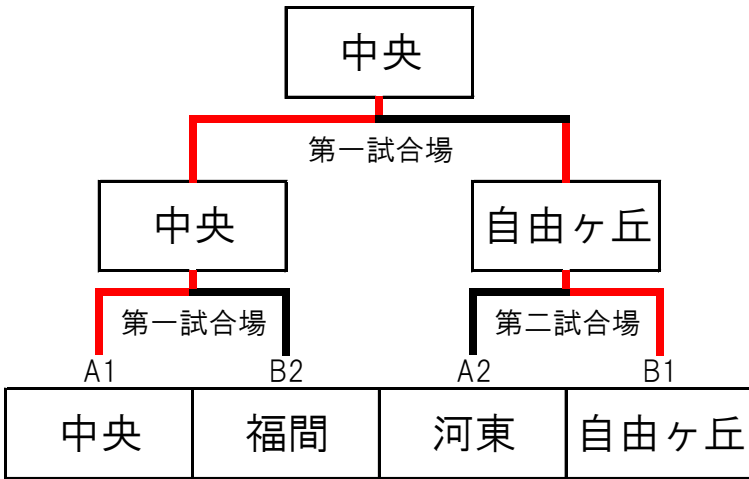 中央
第一試合場
中央 自由ヶ丘
第一試合場 第二試合場
A1 B2 A2 B1
中央 福間 河東 自由ヶ丘